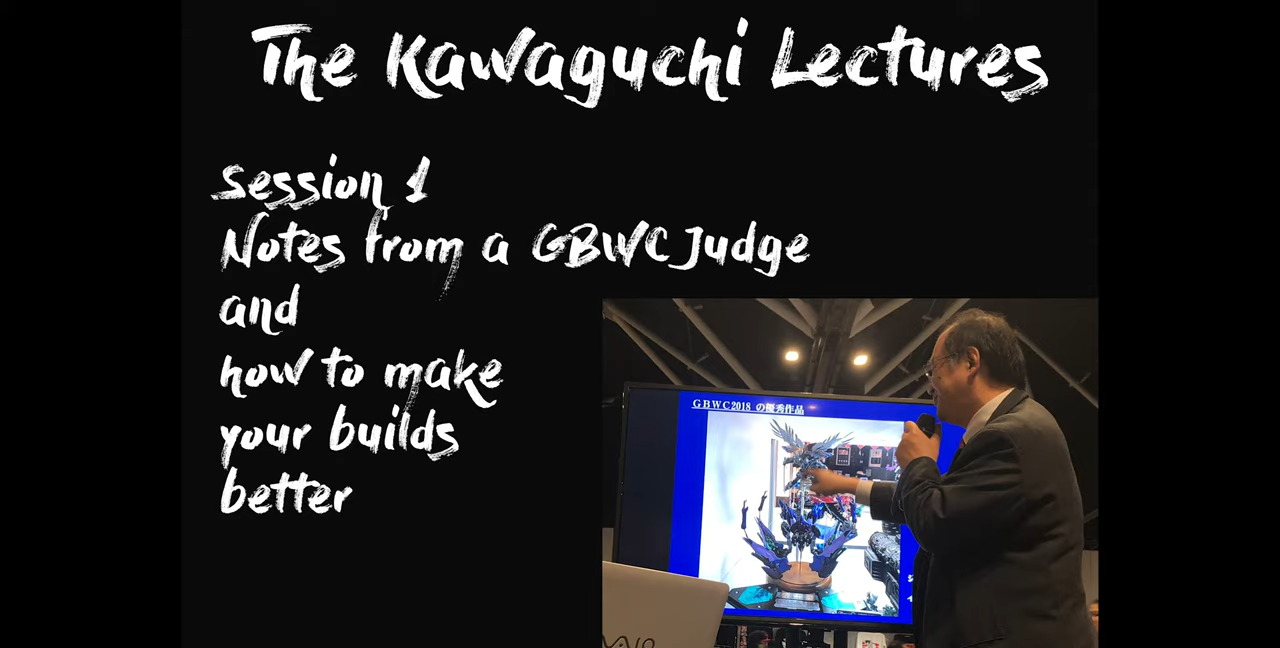 The Kawaguchi Lectures
Session 1
Notes from a GBWC Judge
and
how to make
your builds
better
GBWC2018 の優秀作品
VAIO